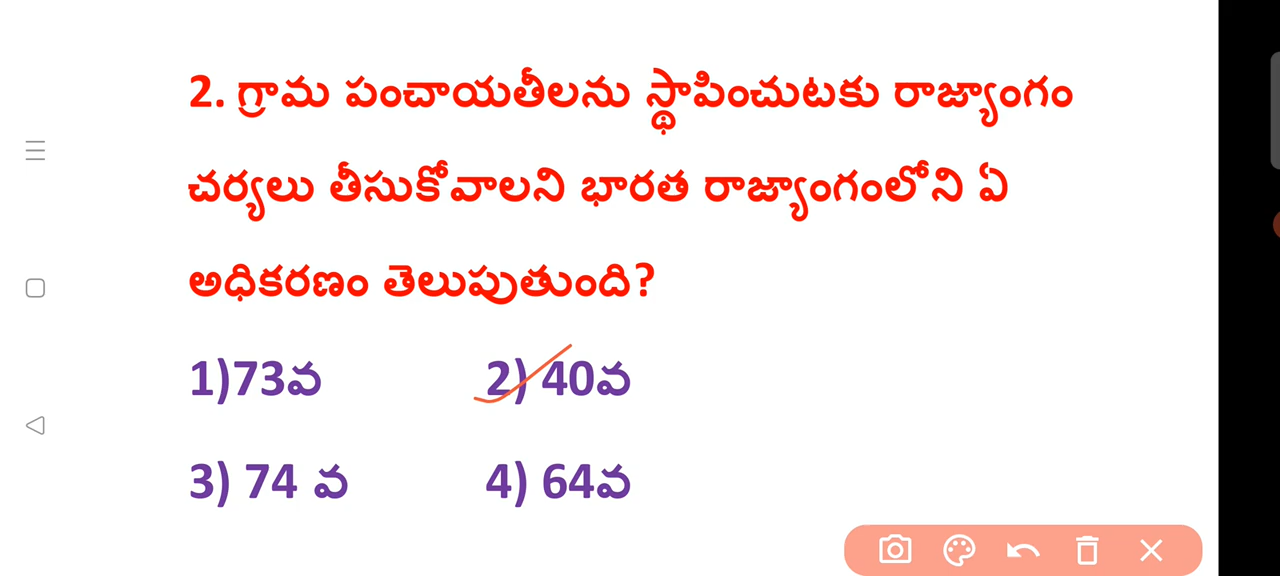 2. గ్రామ పంచాయతీలను స్థాపించుటకు రాజ్యాంగం
చర్యలు తీసుకోవాలని భారత రాజ్యాంగంలోని ఏ
అధికరణం తెలుపుతుంది?
1)73వ 2) 40వ
3) 74 వ 4) 64వ